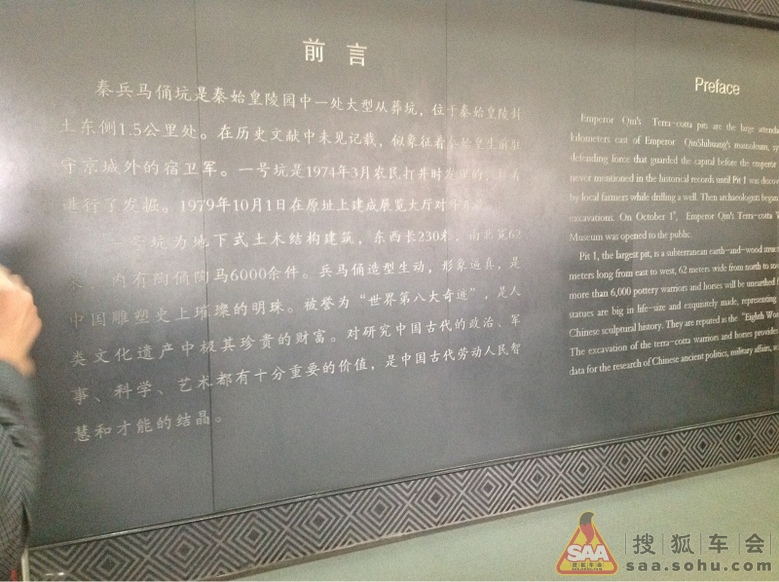 前 言
秦兵马俑坑是秦始皇陵园中一处大型从葬坑，位于秦始皇陵封
土东侧1.5公里处。在历史文献中未见记载，似象征着秦始皇生前驻
守京城外的宿卫军。一号坑是1974年3月农民打井时发现的，
进行了发掘。1979年10月1日在原址上建成展览大厅对外
一号坑为地下式土木结构建筑，东西长230米，南北宽62
米，内有陶俑陶马6000余件。兵马俑造型生动，形象逼真，是
中国雕塑史上璀璨的明珠。被誉为“世界第八大奇迹”，是人
类文化遗产中极其珍贵的财富。对研究中国古代的政治、军
事、科学、艺术都有十分重要的价值，是中国古代劳动人民智
慧和才能的结晶。
Preface
Emperor Qin's Terra-cotta pits are the large
kilometers east of Emperor QinShihuang's mausoleum,
defending force that guarded the capital before the
never mentioned in the historical records until Pit 1 was
by local farmers while drilling a well. Then archaeologists began
excavations. On October 1st, Emperor Qin's Terra-cotta
Museum was opened to the public.
Pit 1, the largest pit, is a subterranean earth-and-wood
meters long from east to west, 62 meters wide from north to
more than 6,000 pottery warriors and horses will be unearthed
statues are big in life-size and exquisitely made, representing
Chinese sculptural history. They are reputed as the "Eighth
The excavation of the terra-cotta warriors and horses
data for the research of Chinese ancient politics, military affairs,
SAA
搜狐车会
搜狐车会
saa.sohu.com